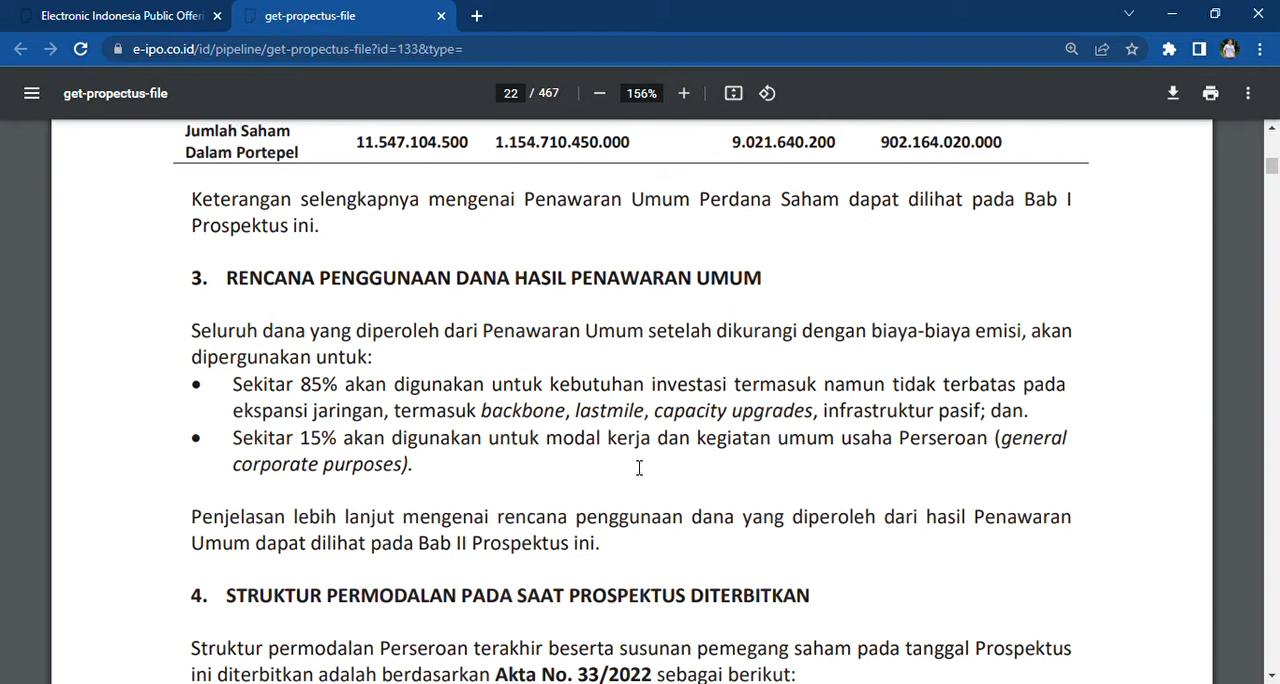 Electronic Indonesia Public Offeri
get-propectus-file
e-ipo.co.id/id/pipeline/get-propectus-file?id=133&type=
get-propectus-file
22 / 467
156%
Jumlah Saham
Dalam Portepel 11.547.104.500 1.154.710.450.000 9.021.640.200 902.164.020.000
Keterangan selengkapnya mengenai Penawaran Umum Perdana Saham dapat dilihat pada Bab I
Prospektus ini.
3. RENCANA PENGGUNAAN DANA HASIL PENAWARAN UMUM
Seluruh dana yang diperoleh dari Penawaran Umum setelah dikurangi dengan biaya-biaya emisi, akan
dipergunakan untuk:
• Sekitar 85% akan digunakan untuk kebutuhan investasi termasuk namun tidak terbatas pada
ekspansi jaringan, termasuk backbone, lastmile, capacity upgrades, infrastruktur pasif; dan.
• Sekitar 15% akan digunakan untuk modal kerja dan kegiatan umum usaha Perseroan (general
corporate purposes).
Penjelasan lebih lanjut mengenai rencana penggunaan dana yang diperoleh dari hasil Penawaran
Umum dapat dilihat pada Bab II Prospektus ini.
4. STRUKTUR PERMODALAN PADA SAAT PROSPEKTUS DITERBITKAN
Struktur permodalan Perseroan terakhir beserta susunan pemegang saham pada tanggal Prospektus
ini diterbitkan adalah berdasarkan Akta No. 33/2022 sebagai berikut: